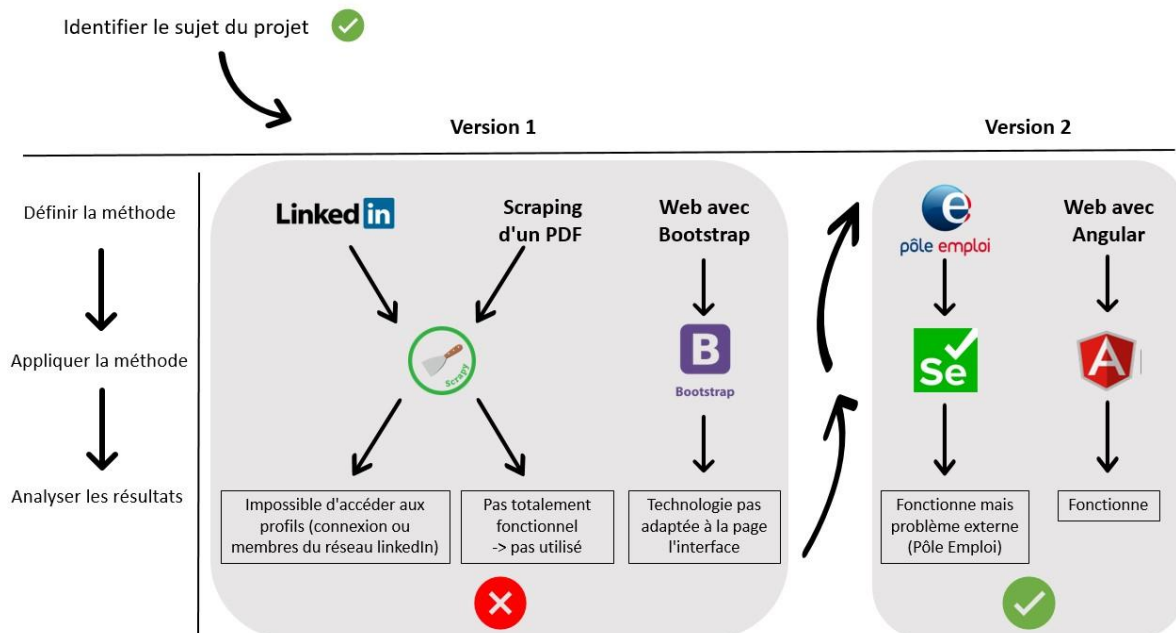 Identifier le sujet du projet
Version 1
Version 2
Définir la méthode
Linked in
Scraping
d'un PDF
Web avec
Bootstrap
pôle emploi
Web avec
Angular
Appliquer la méthode
Scrapy
B
Bootstrap
Se
A
Analyser les résultats
Impossible d'accéder aux
profils (connexion ou
membres du réseau linkedIn)
Pas totalement
fonctionnel
-> pas utilisé
Technologie pas
adaptée à la page
l'interface
Fonctionne mais
problème externe
(Pôle Emploi)
Fonctionne